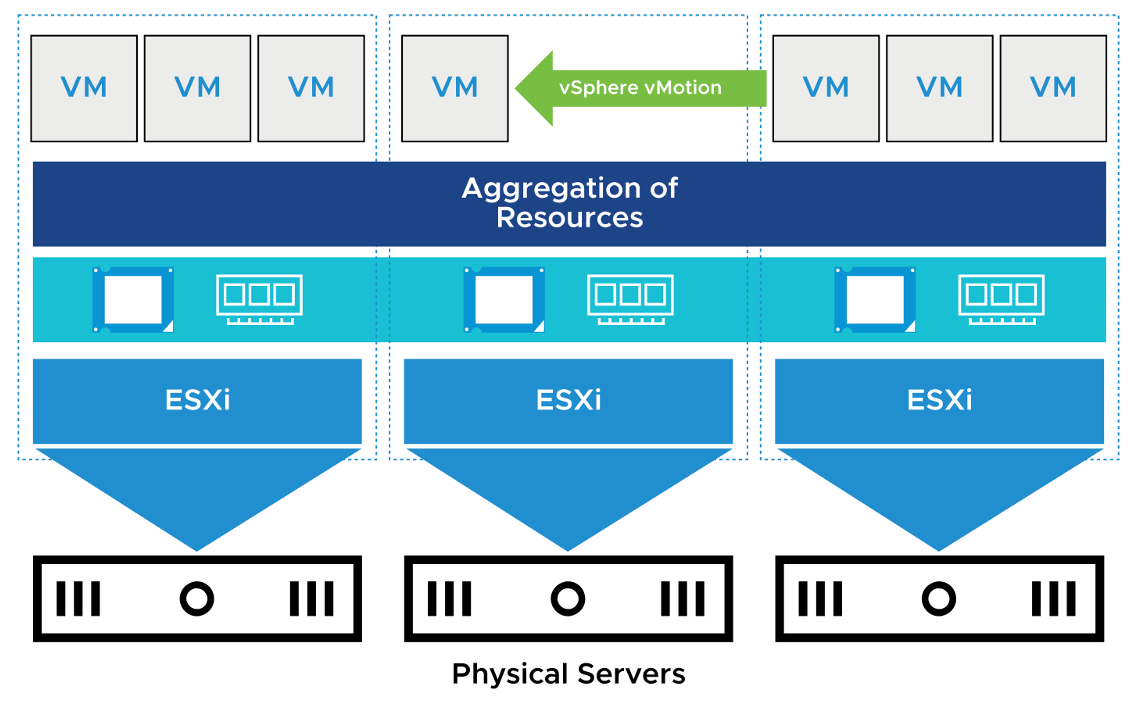 VM
VM
VM
VM
vSphere vMotion
VM
VM
VM
Aggregation of
Resources
ESXi
ESXi
ESXi
Physical Servers